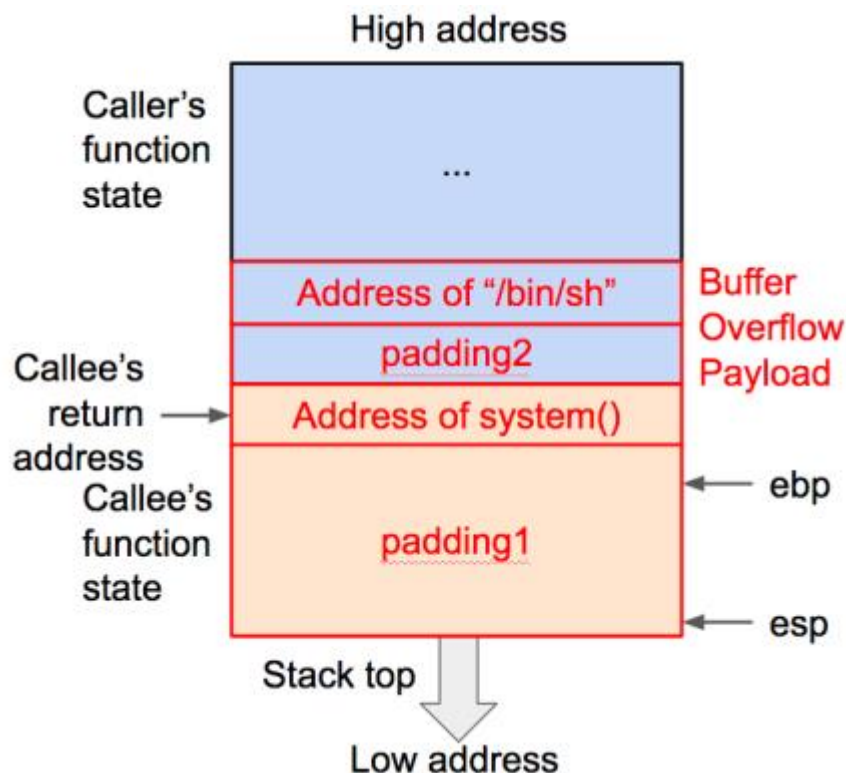 High address
Caller's
function
state
...
Address of “/bin/sh”
Buffer
Overflow
Payload
padding2
Callee's
return
address
Address of system()
Callee's
function
state
ebp
padding1
esp
Stack top
Low address